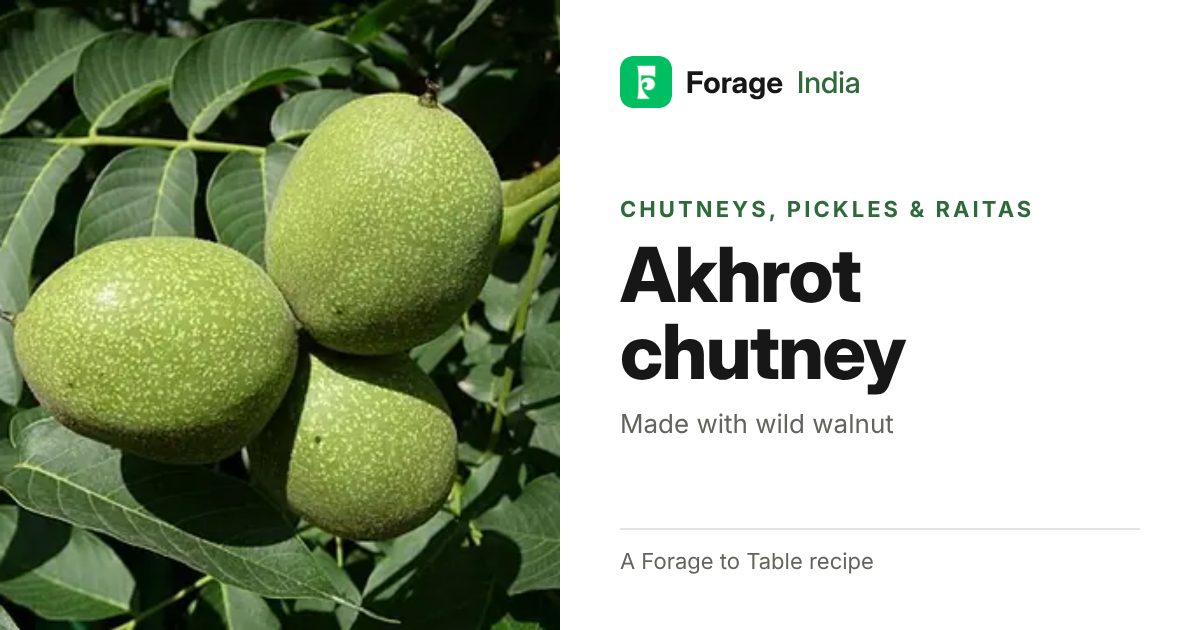 Forage India
CHUTNEYS, PICKLES & RAITAS
Akhrot
chutney
Made with wild walnut
A Forage to Table recipe